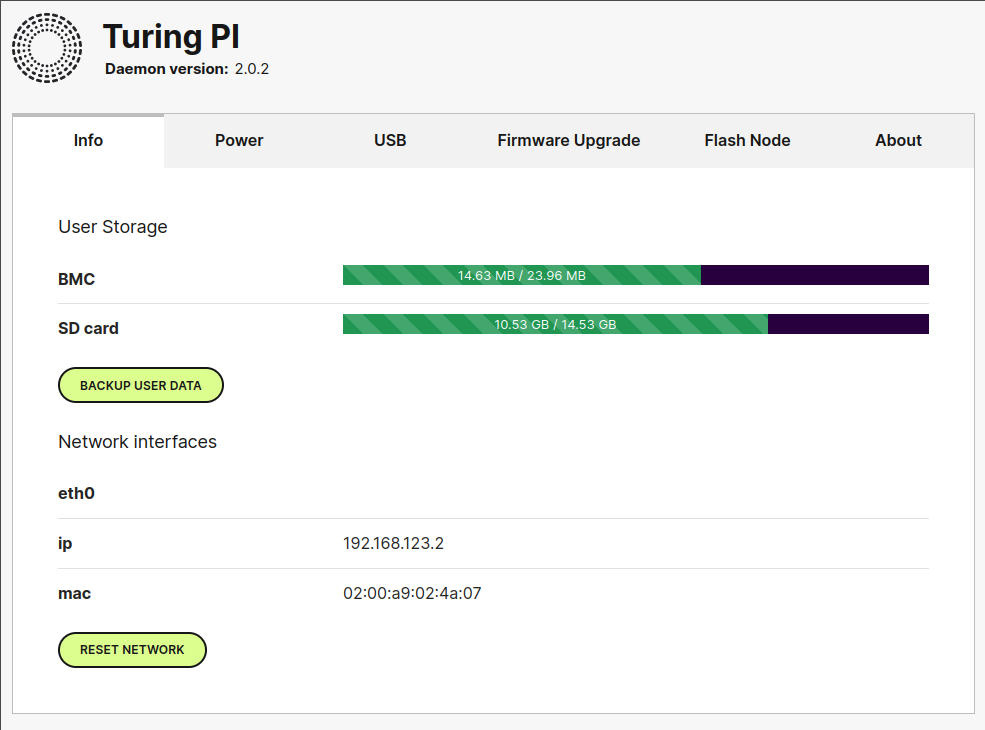 Turing PI
Daemon version: 2.0.2
Info Power USB Firmware Upgrade Flash Node About
User Storage
BMC 14.63 MB / 23.96 MB
SD card 10.53 GB / 14.53 GB
BACKUP USER DATA
Network interfaces
eth0
ip 192.168.123.2
mac 02:00:a9:02:4a:07
RESET NETWORK